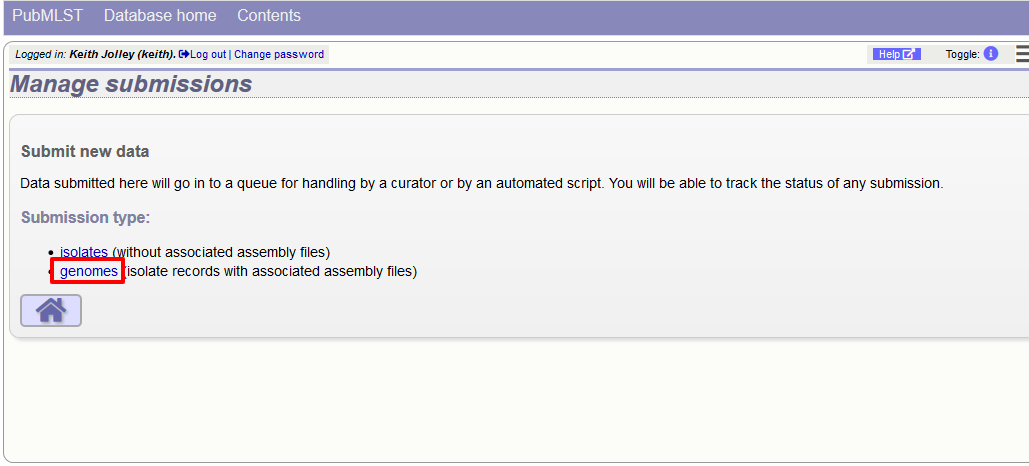 PubMLST Database home Contents
Logged in: Keith Jolley (keith). Log out | Change password Help Toggle: i
Manage submissions
Submit new data
Data submitted here will go in to a queue for handling by a curator or by an automated script. You will be able to track the status of any submission.
Submission type:
• isolates (without associated assembly files)
• genomes (isolate records with associated assembly files)